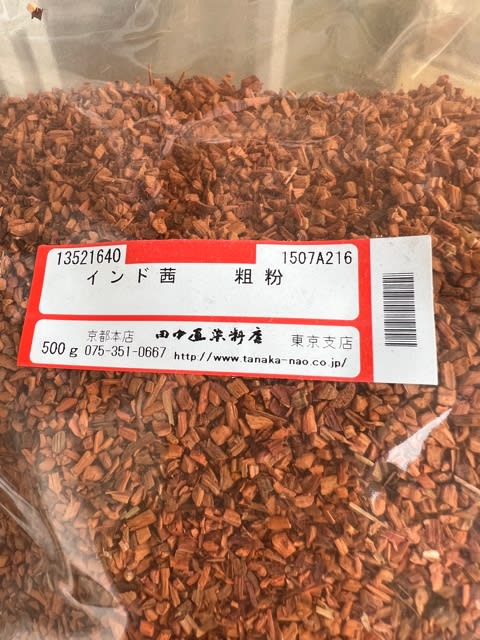 13521640 1507A216
インド茜 粗粉
京都本店 田中直染料店 東京支店
500g 075-351-0667 http://www.tanaka-nao.co.jp/